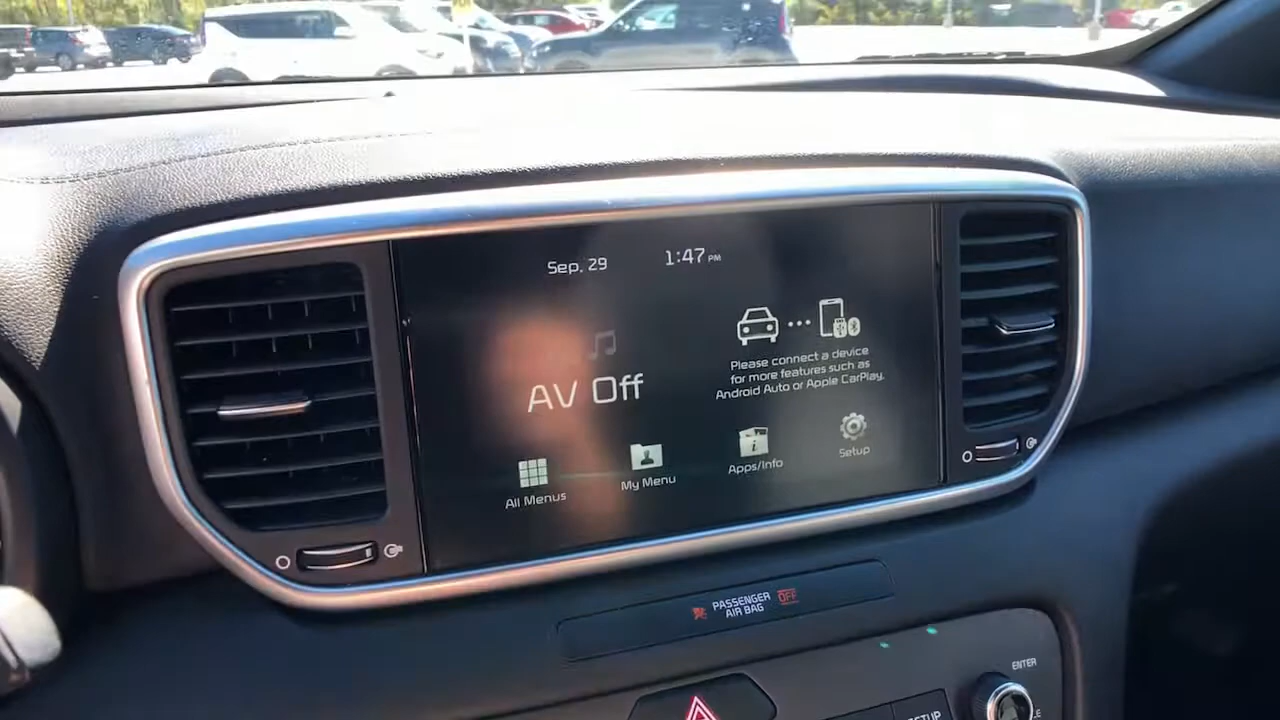 Sep. 29
1:47 PM
AV Off
Please connect a device
for more features such as
Android Auto or Apple CarPlay.
All Menus
My Menu
Apps/Info
Setup
PASSENGER
AIR BAG
OFF
ENTER
SETUP